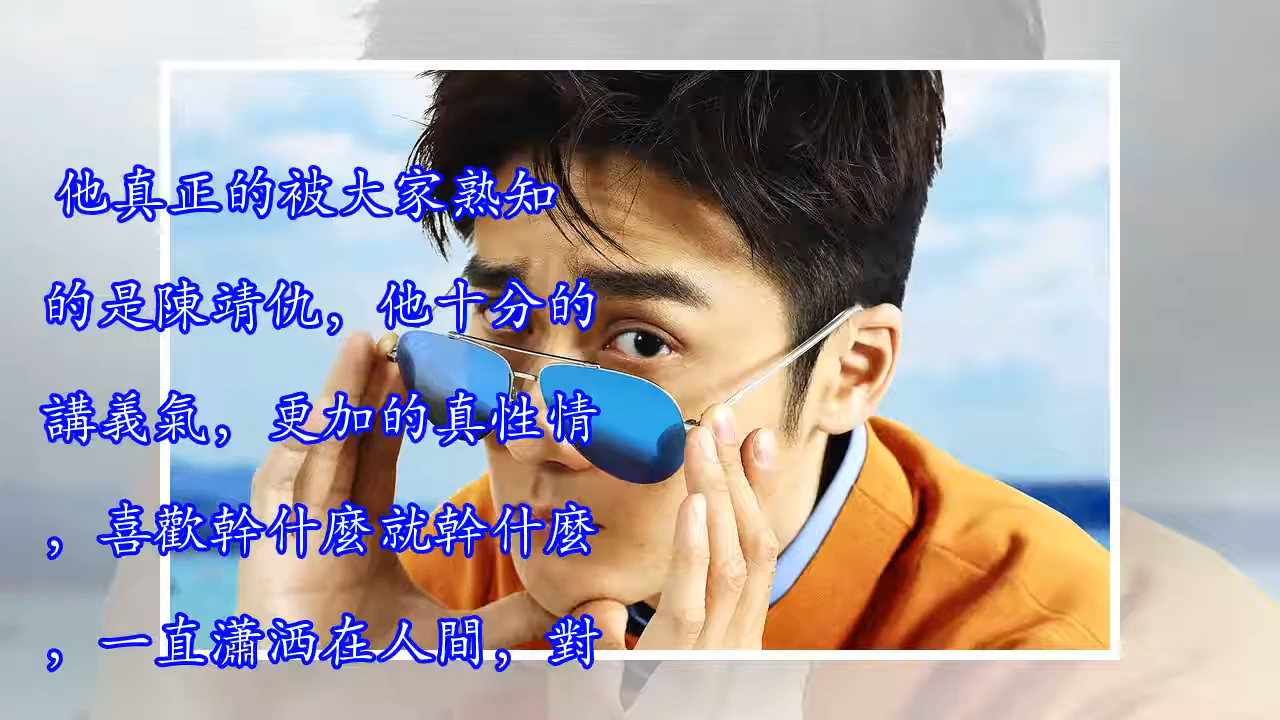 他真正的被大家熟知
的是陳靖仇，他十分的
講義氣，更加的真性情
，喜歡幹什麼就幹什麼
，一直瀟洒在人間，對